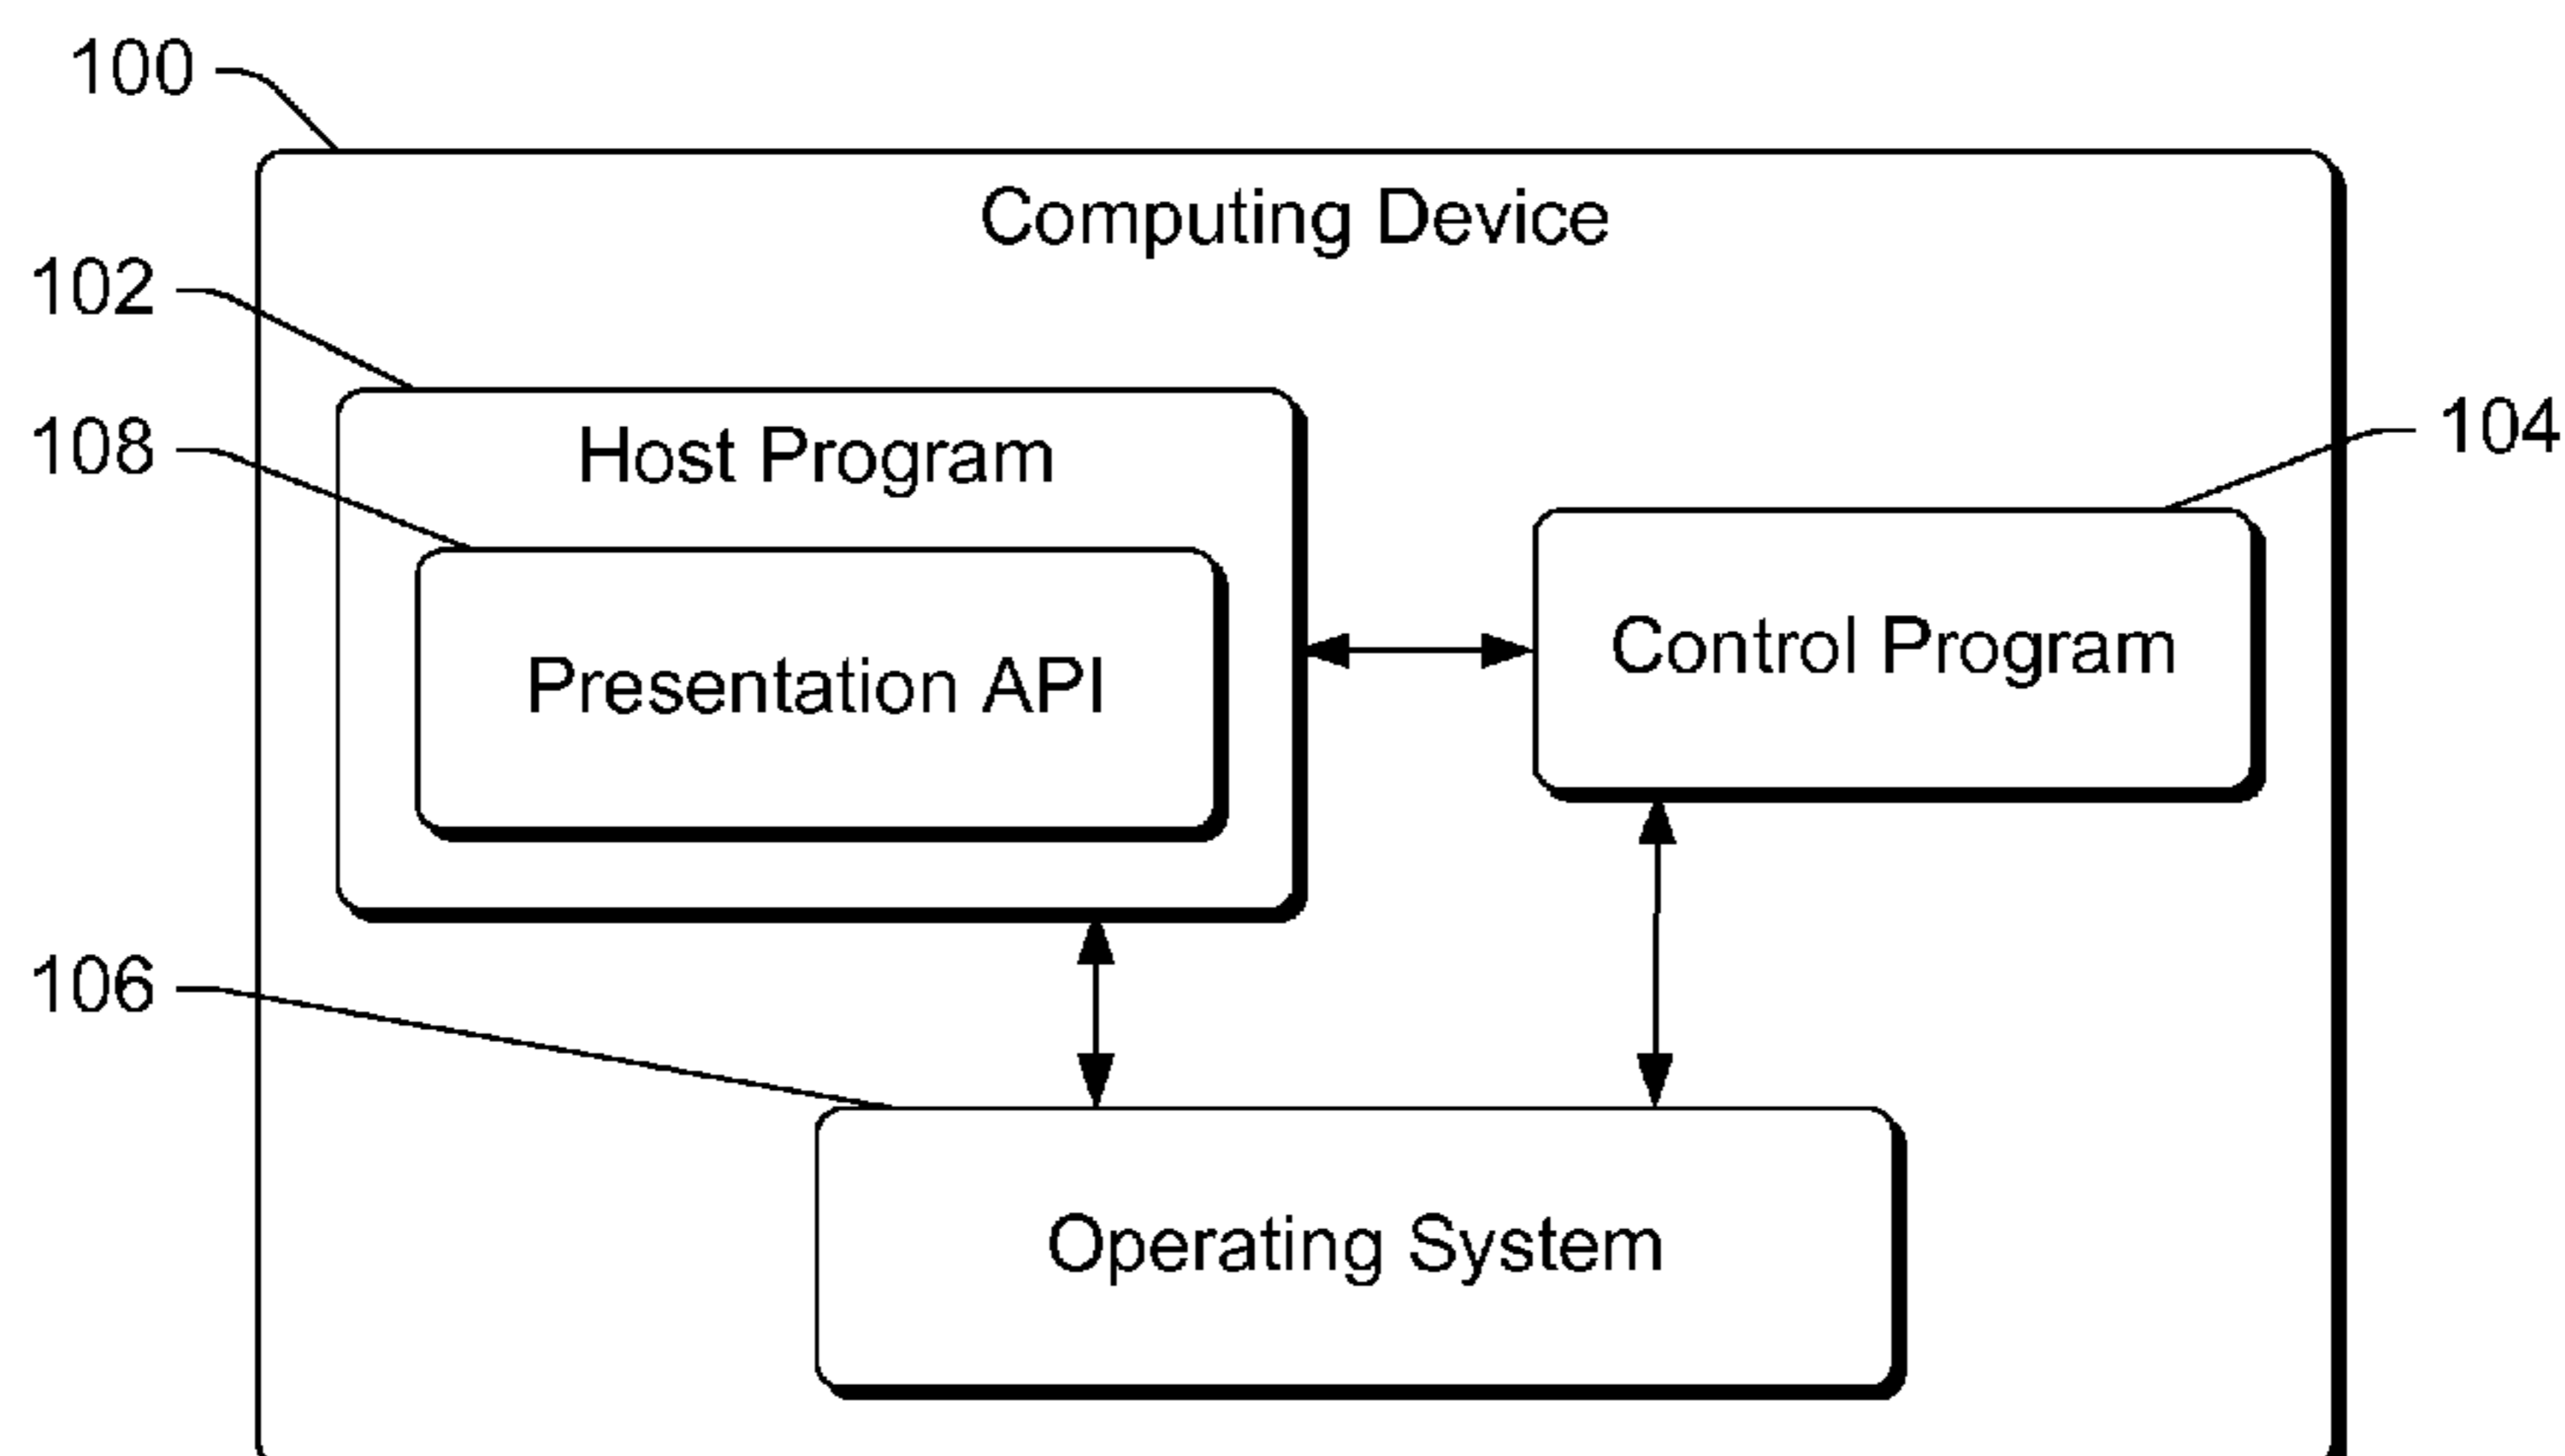 100
Computing Device
102
Host Program
108
104
Presentation API
Control Program
106
Operating System